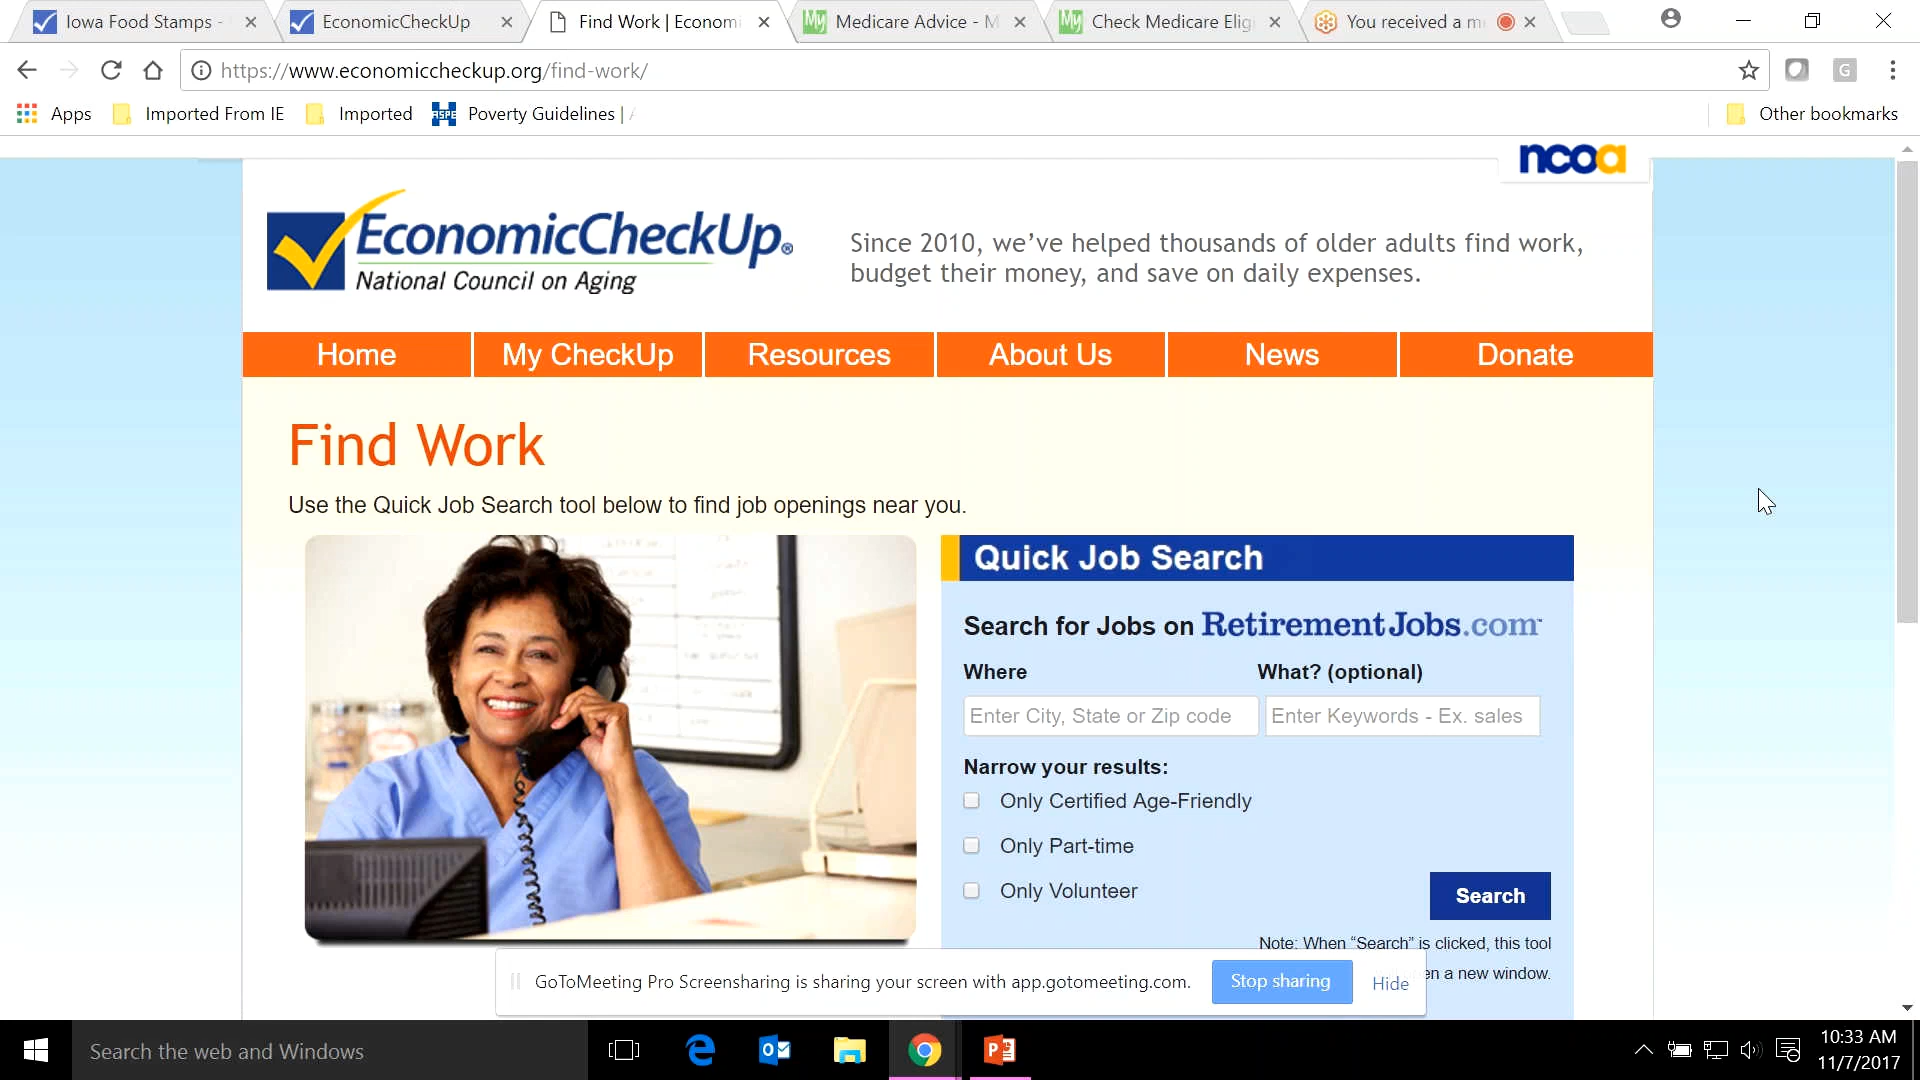 Iowa Food Stamps -
EconomicCheckUp
Find Work | Econom
Medicare Advice - M
Check Medicare Elig
You received a m
https://www.economiccheckup.org/find-work/
G
Apps
Imported From IE
Imported
ASPE
Poverty Guidelines |
Other bookmarks
ncoa
EconomicCheckUp®
National Council on Aging
Since 2010, we’ve helped thousands of older adults find work,
budget their money, and save on daily expenses.
Home
My CheckUp
Resources
About Us
News
Donate
Find Work
Use the Quick Job Search tool below to find job openings near you.
Quick Job Search
Search for Jobs on RetirementJobs.com
Where
What? (optional)
Enter City, State or Zip code
Enter Keywords - Ex. sales
Narrow your results:
Only Certified Age-Friendly
Only Part-time
Only Volunteer
Search
Note: When “Search” is clicked, this tool
en a new window.
GoToMeeting Pro Screensharing is sharing your screen with app.gotomeeting.com.
Stop sharing
Hide
Search the web and Windows
10:33 AM
11/7/2017